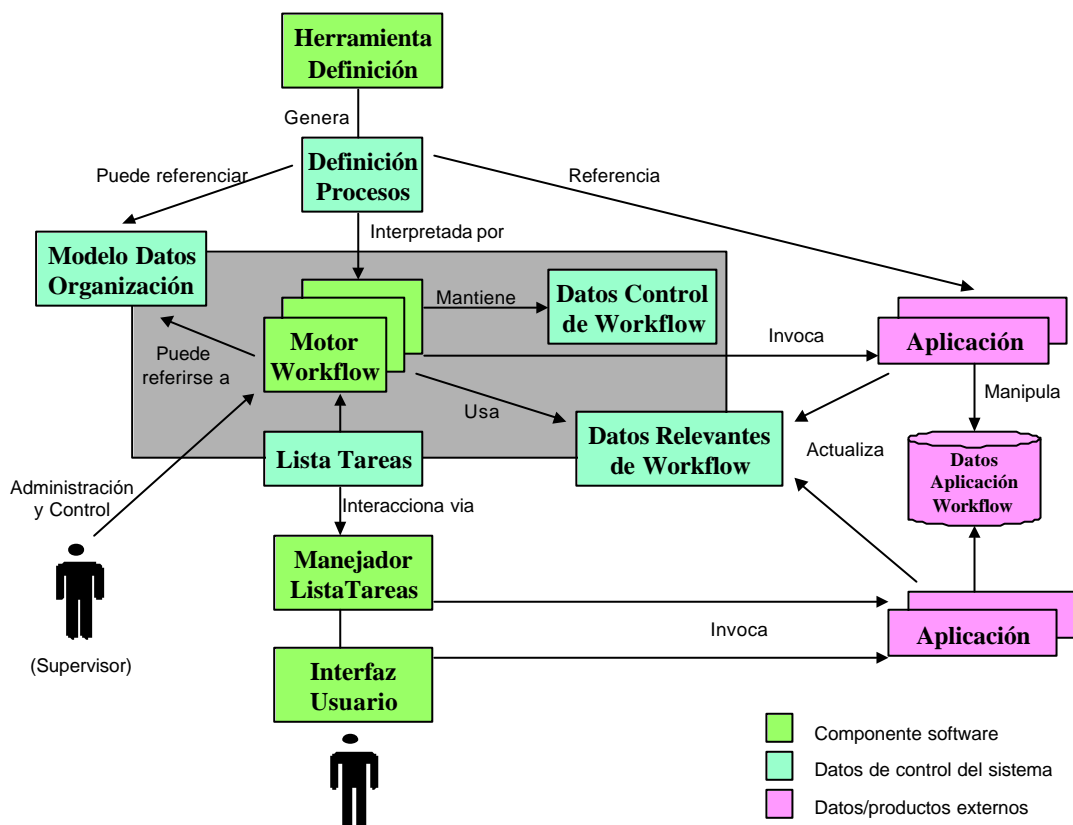 Herramienta
Definición
Genera
Definición
Procesos
Puede referenciar
Referencia
Interpretada por
Modelo Datos
Organización
Mantiene
Datos Control
de Workflow
Motor
Workflow
Invoca
Aplicación
Puede
referirse a
Usa
Manipula
Lista Tareas
Datos Relevantes
de Workflow
Actualiza
Datos
Aplicación
Workflow
Administración
y Control
Interacciona via
Manejador
ListaTareas
(Supervisor)
Invoca
Aplicación
Interfaz
Usuario
Componente software
Datos de control del sistema
Datos/productos externos